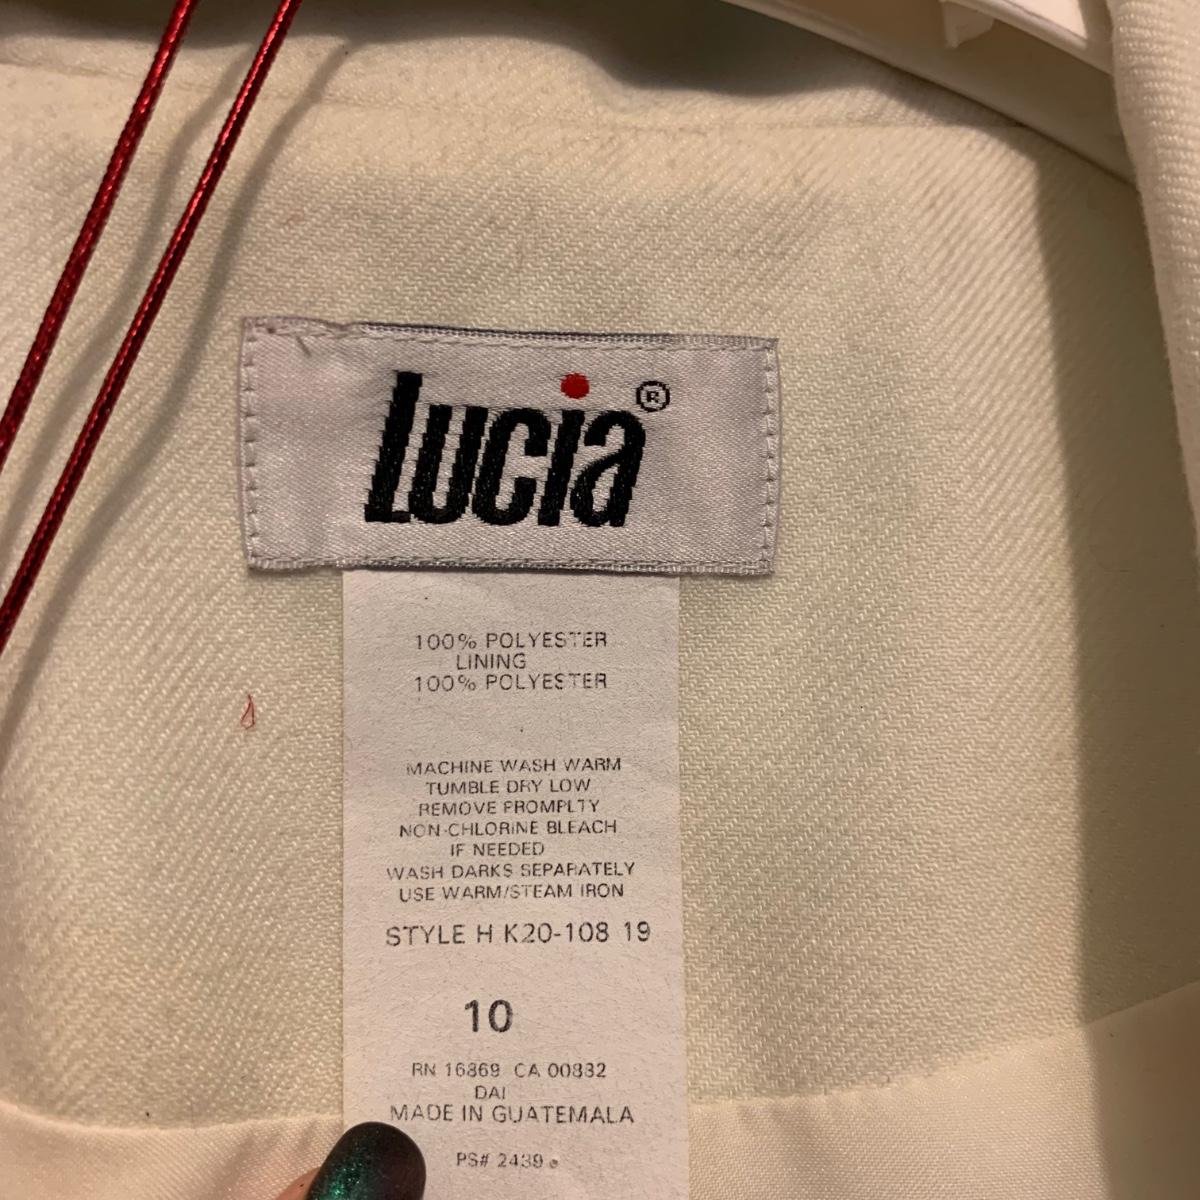 Lucia®
100% POLYESTER
LINING
100% POLYESTER
MACHINE WASH WARM
TUMBLE DRY LOW
REMOVE PROMPLTY
NON-CHLORINE BLEACH
IF NEEDED
WASH DARKS SEPARATELY
USE WARM/STEAM IRON
STYLE H K20-108 19
10
RN 16869 CA 00832
DAI
MADE IN GUATEMALA
PS# 2439